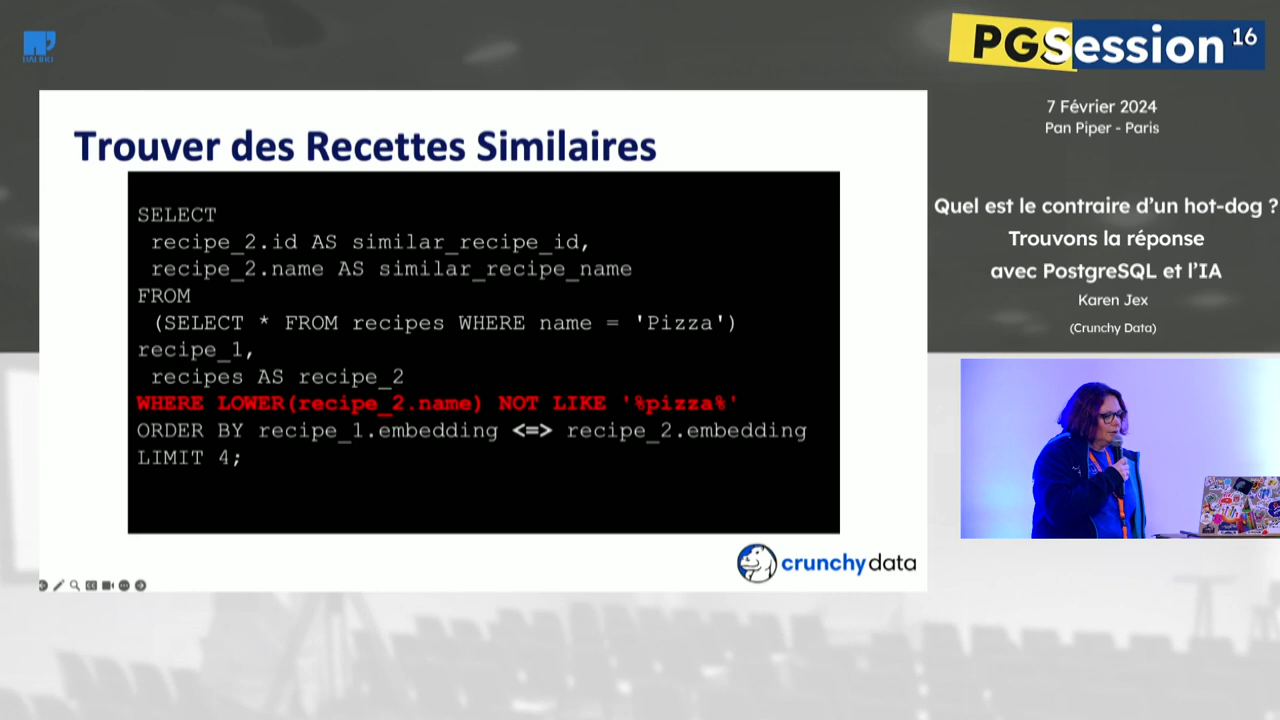 DALIBO
PGSession 16
7 Février 2024
Pan Piper - Paris
Quel est le contraire d'un hot-dog ?
Trouvons la réponse
avec PostgreSQL et l'IA
Karen Jex
(Crunchy Data)
Trouver des Recettes Similaires
SELECT
recipe_2.id AS similar_recipe_id,
recipe_2.name AS similar_recipe_name
FROM
(SELECT * FROM recipes WHERE name = 'Pizza')
recipe_1,
recipes AS recipe_2
WHERE LOWER(recipe_2.name) NOT LIKE '%pizza%'
ORDER BY recipe_1.embedding <=> recipe_2.embedding
LIMIT 4;
crunchydata